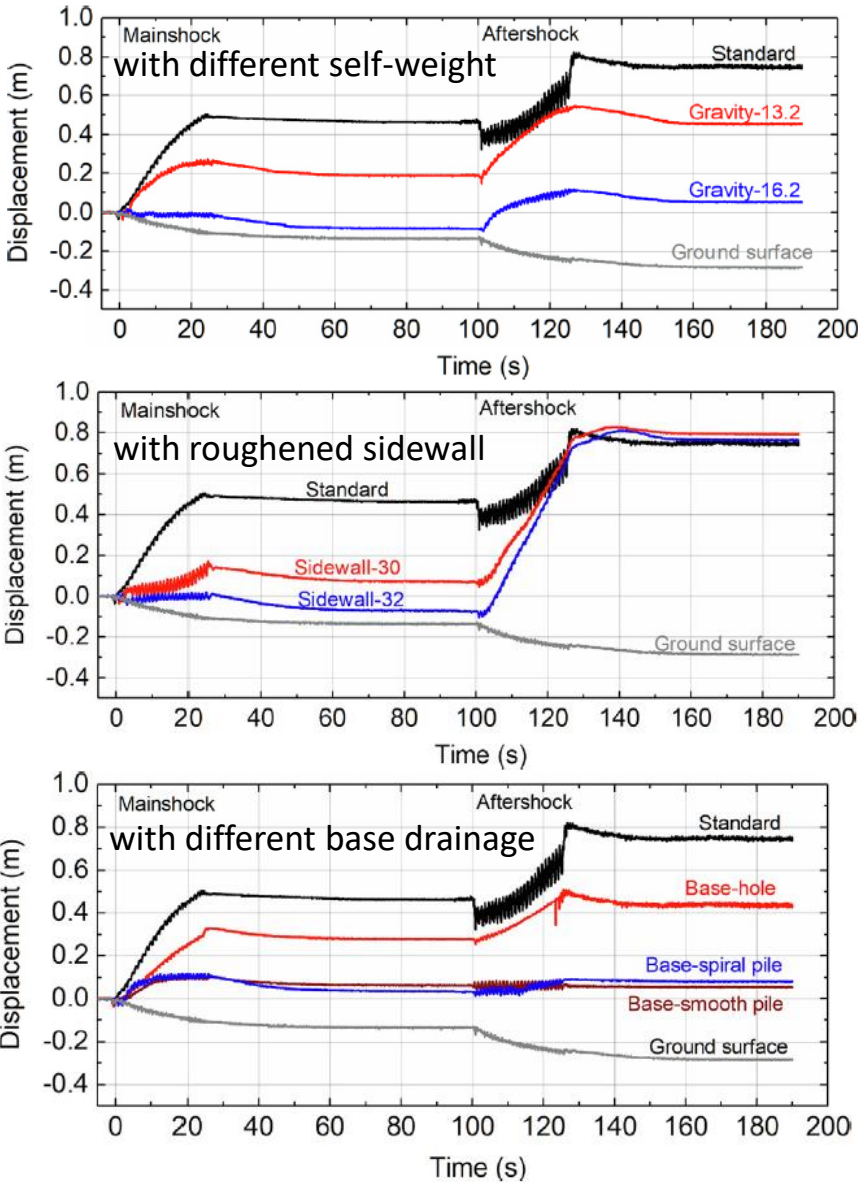 1.0
Mainshock
Aftershock
with different self-weight
Standard
0.8
0.6
Gravity-13.2
0.4
0.2
Gravity-16.2
0.0
-0.2
Ground surface
-0.4
Displacement (m)
0 20 40 60 80 100 120 140 160 180 200
Time (s)
1.0
Mainshock
Aftershock
with roughened sidewall
0.8
0.6
Standard
0.4
0.2
Sidewall-30
0.0
Sidewall-32
-0.2
Ground surface
-0.4
Displacement (m)
0 20 40 60 80 100 120 140 160 180 200
Time (s)
1.0
Mainshock
Aftershock
with different base drainage
Standard
0.8
0.6
Base-hole
0.4
0.2
Base-spiral pile
0.0
Base-smooth pile
-0.2
Ground surface
-0.4
Displacement (m)
0 20 40 60 80 100 120 140 160 180 200
Time (s)